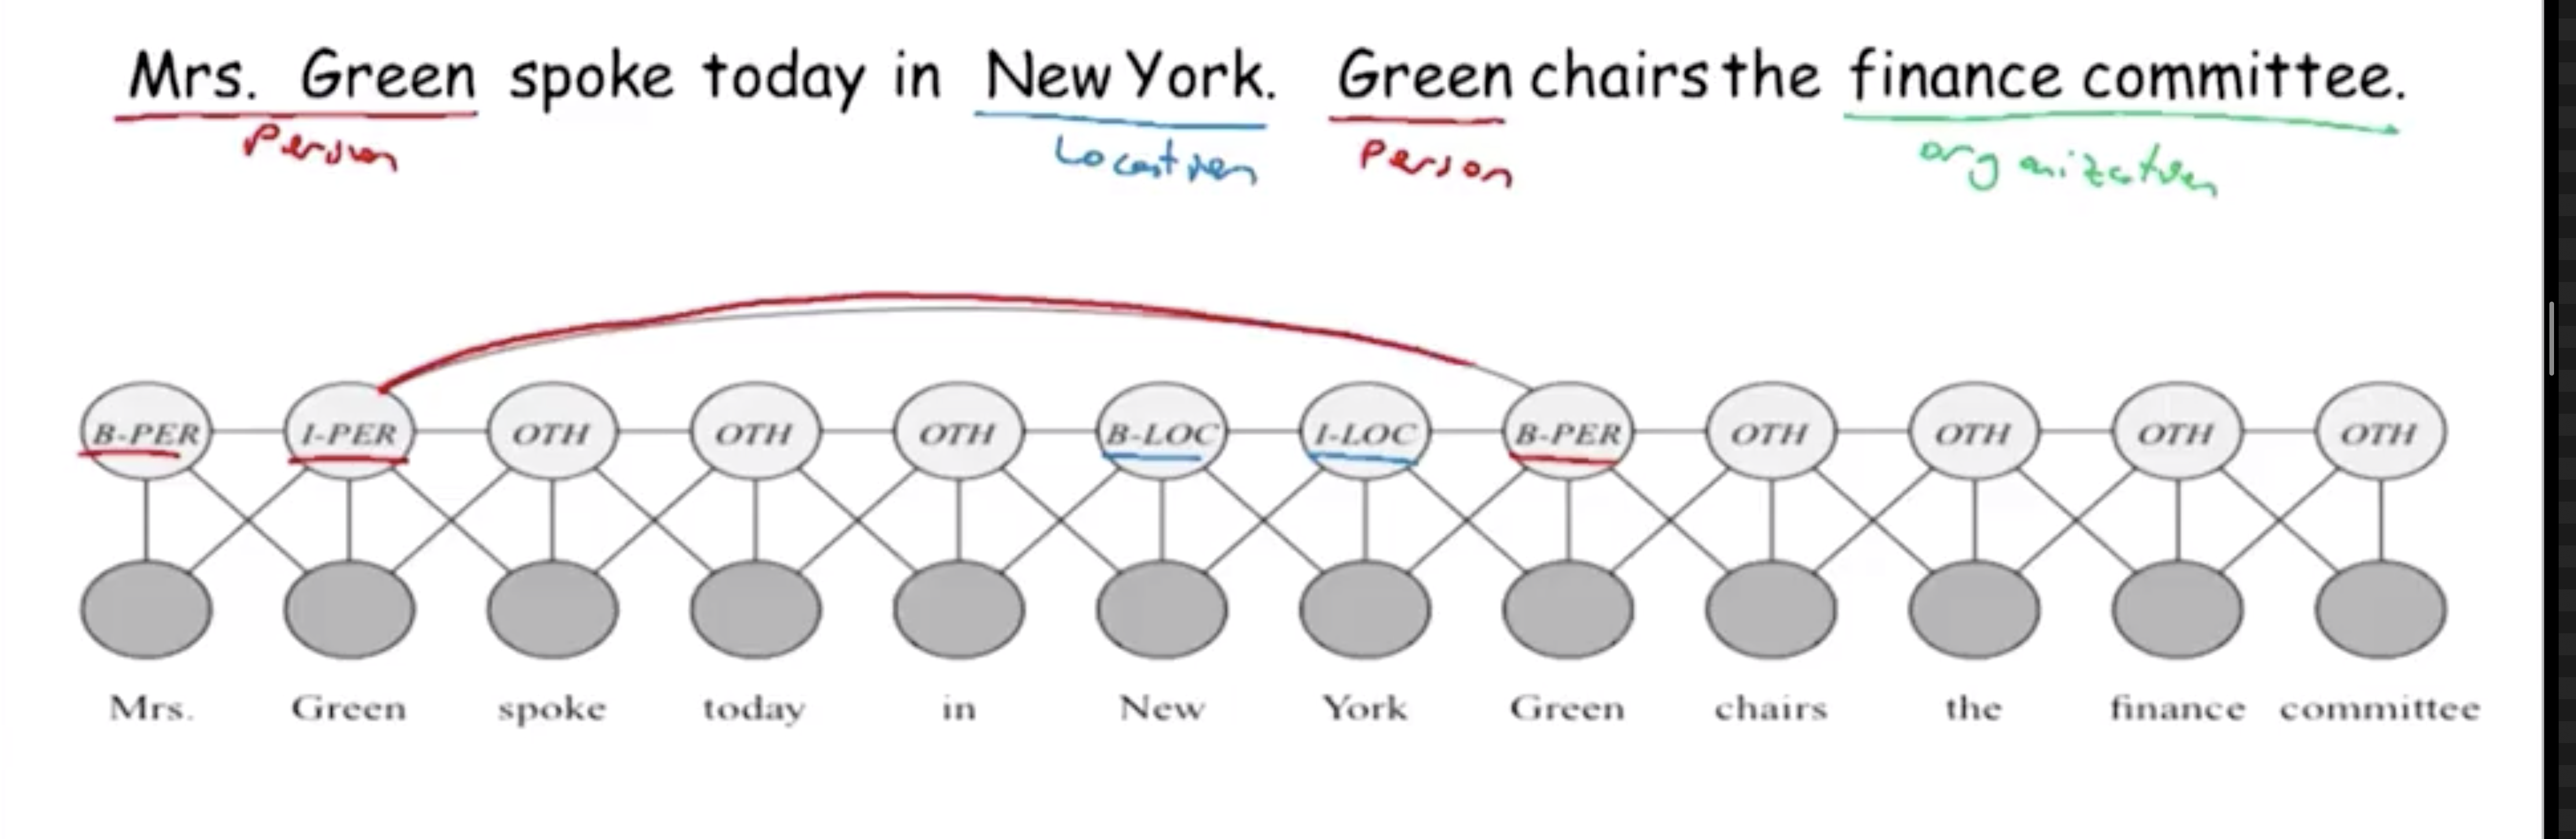 Mrs. Green spoke today in New York. Green chairs the finance committee.
Person Location Person organization
B-PER I-PER OTH OTH OTH B-LOC I-LOC B-PER OTH OTH OTH OTH
Mrs. Green spoke today in New York Green chairs the finance committee